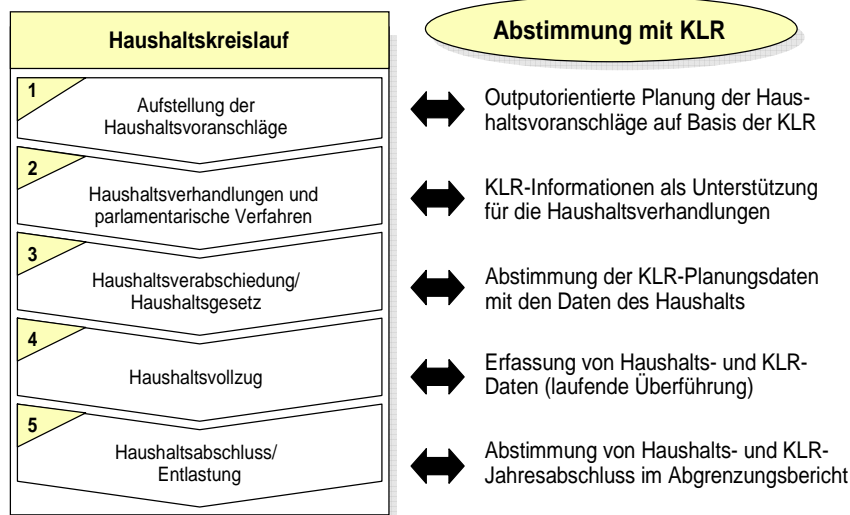 Haushaltskreislauf
Abstimmung mit KLR
1
Aufstellung der
Haushaltsvoranschläge
Outputorientierte Planung der Haus-
haltsvoranschläge auf Basis der KLR
2
Haushaltsverhandlungen und
parlamentarische Verfahren
KLR-Informationen als Unterstützung
für die Haushaltsverhandlungen
3
Haushaltsverabschiedung/
Haushaltsgesetz
Abstimmung der KLR-Planungsdaten
mit den Daten des Haushalts
4
Haushaltsvollzug
Erfassung von Haushalts- und KLR-
Daten (laufende Überführung)
5
Haushaltsabschluss/
Entlastung
Abstimmung von Haushalts- und KLR-
Jahresabschluss im Abgrenzungsbericht